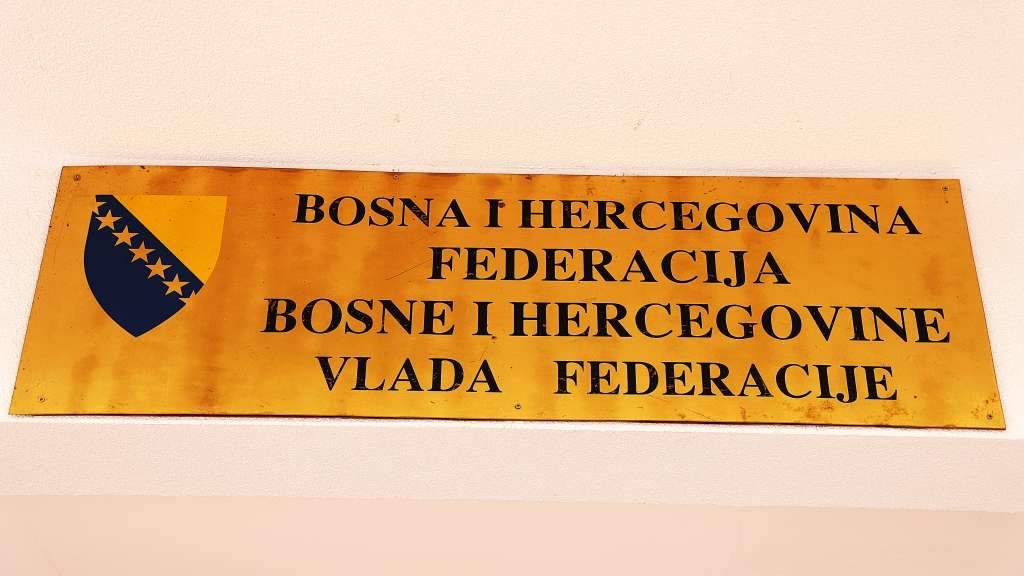 BOSNA I HERCEGOVINA
FEDERACIJA
BOSNE I HERCEGOVINE
VLADA FEDERACIJE